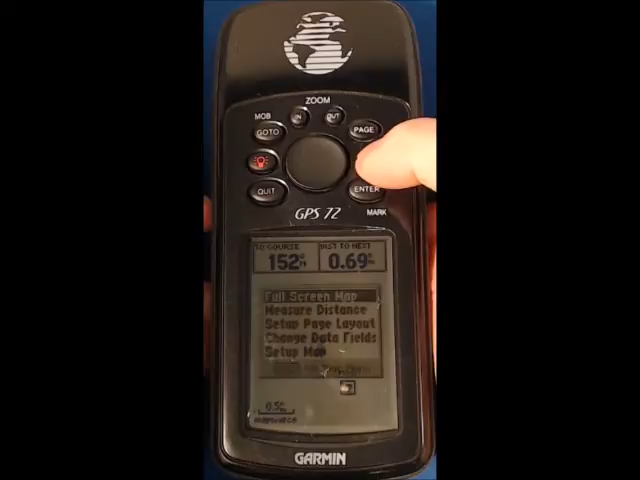 ZOOM
MOB
IN OUT
GOTO PAGE
QUIT ENTER
GPS 72 MARK
TO COURSE DIST TO NEXT
152 0.69
Full Screen Map
Measure Distance
Setup Page Layout
Change Data Fields
Setup Map
GARMIN